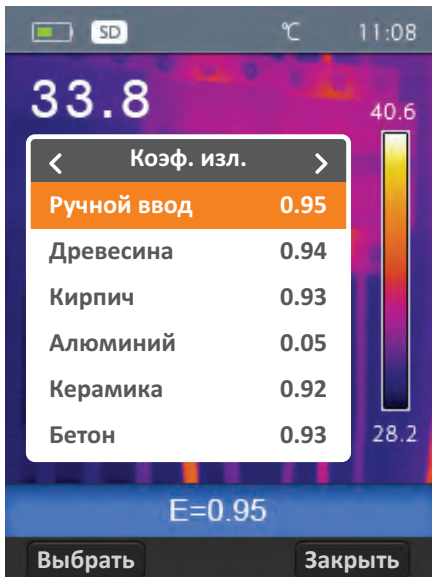 SD °C 11:08
33.8
40.6
Коэф. изл.
Ручной ввод 0.95
Древесина 0.94
Кирпич 0.93
Алюминий 0.05
Керамика 0.92
Бетон 0.93
28.2
E=0.95
Выбрать Закрыть